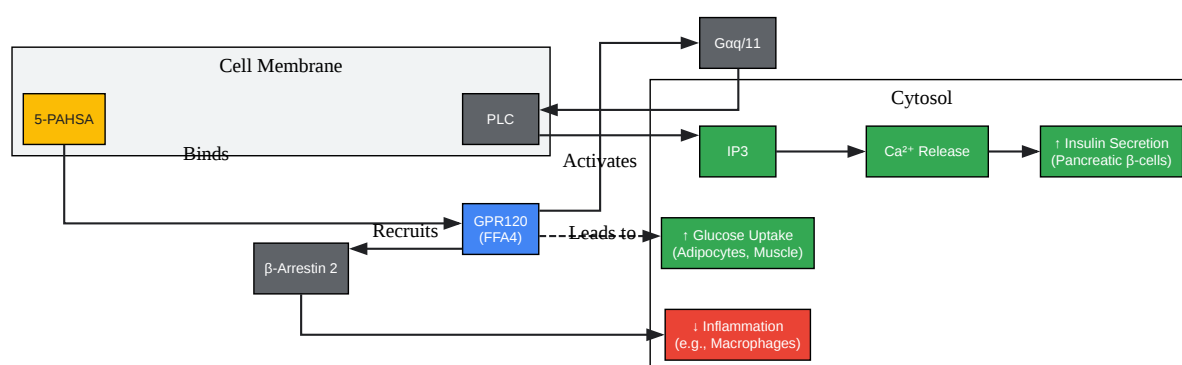 Gαq/11
Cell Membrane
Cytosol
5-PAHSA
PLC
Binds
Activates
IP3
Ca²⁺ Release
↑ Insulin Secretion
(Pancreatic β-cells)
GPR120
(FFA4)
Recruits
Leads to
↑ Glucose Uptake
(Adipocytes, Muscle)
β-Arrestin 2
↓ Inflammation
(e.g., Macrophages)